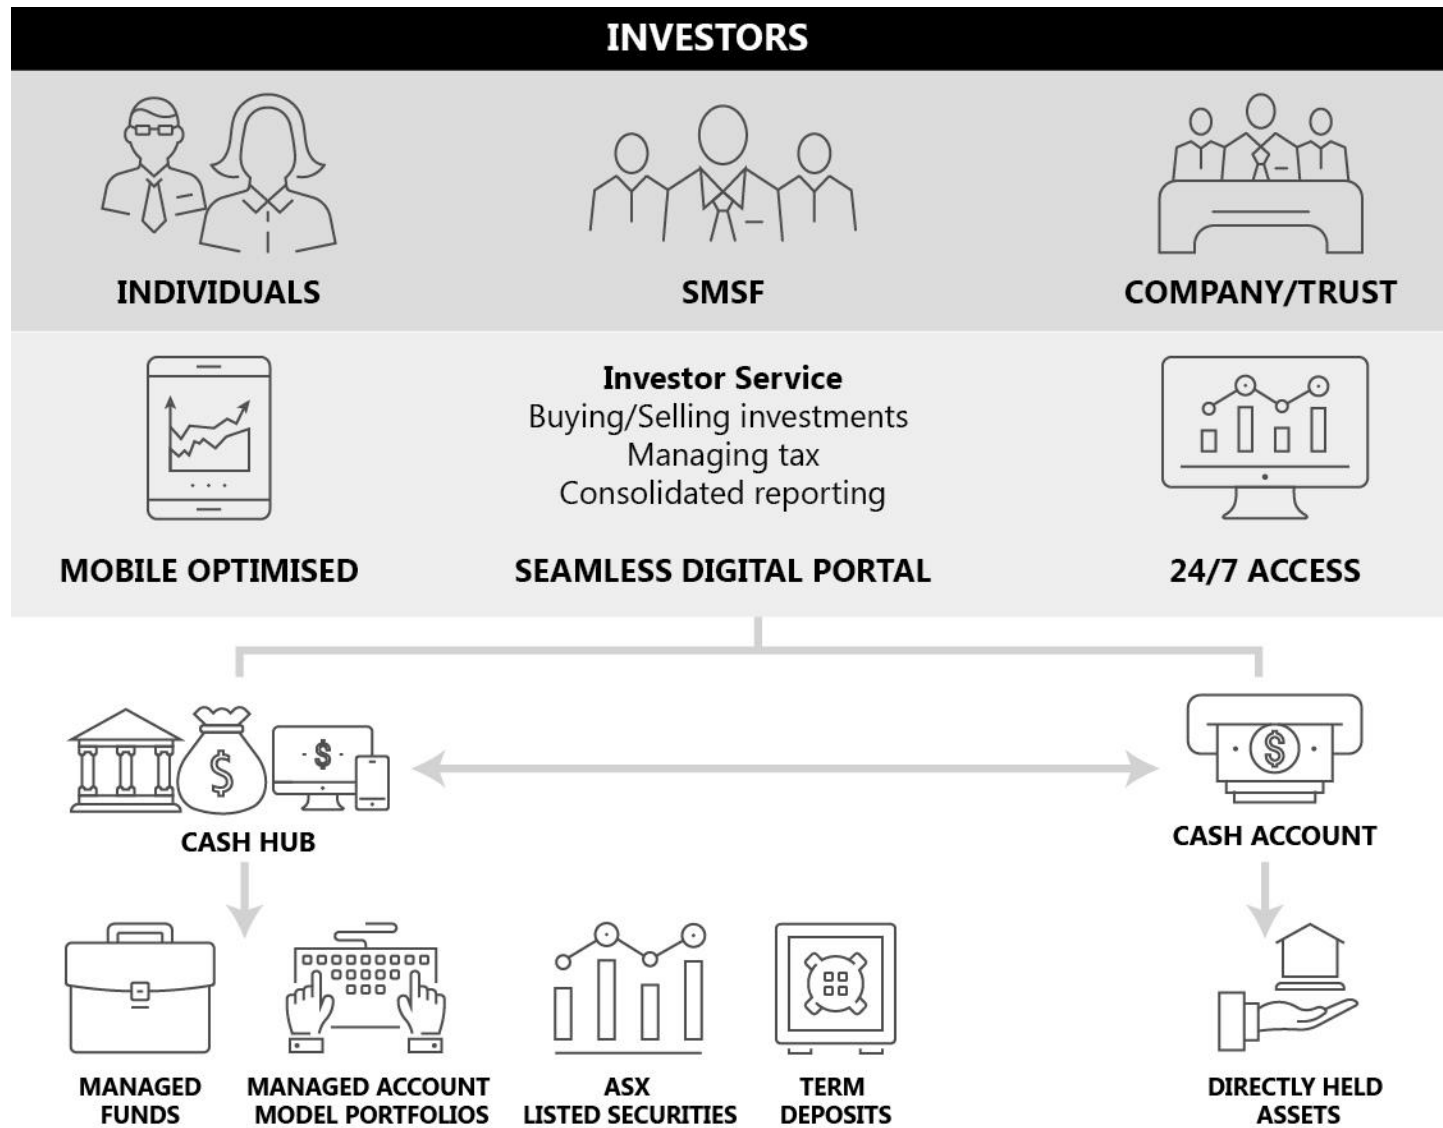 INVESTORS
INDIVIDUALS
SMSF
COMPANY/TRUST
Investor Service
Buying/Selling investments
Managing tax
Consolidated reporting
MOBILE OPTIMISED
SEAMLESS DIGITAL PORTAL
24/7 ACCESS
$
$
$
CASH HUB
CASH ACCOUNT
MANAGED
FUNDS
MANAGED ACCOUNT
MODEL PORTFOLIOS
ASX
LISTED SECURITIES
TERM
DEPOSITS
DIRECTLY HELD
ASSETS